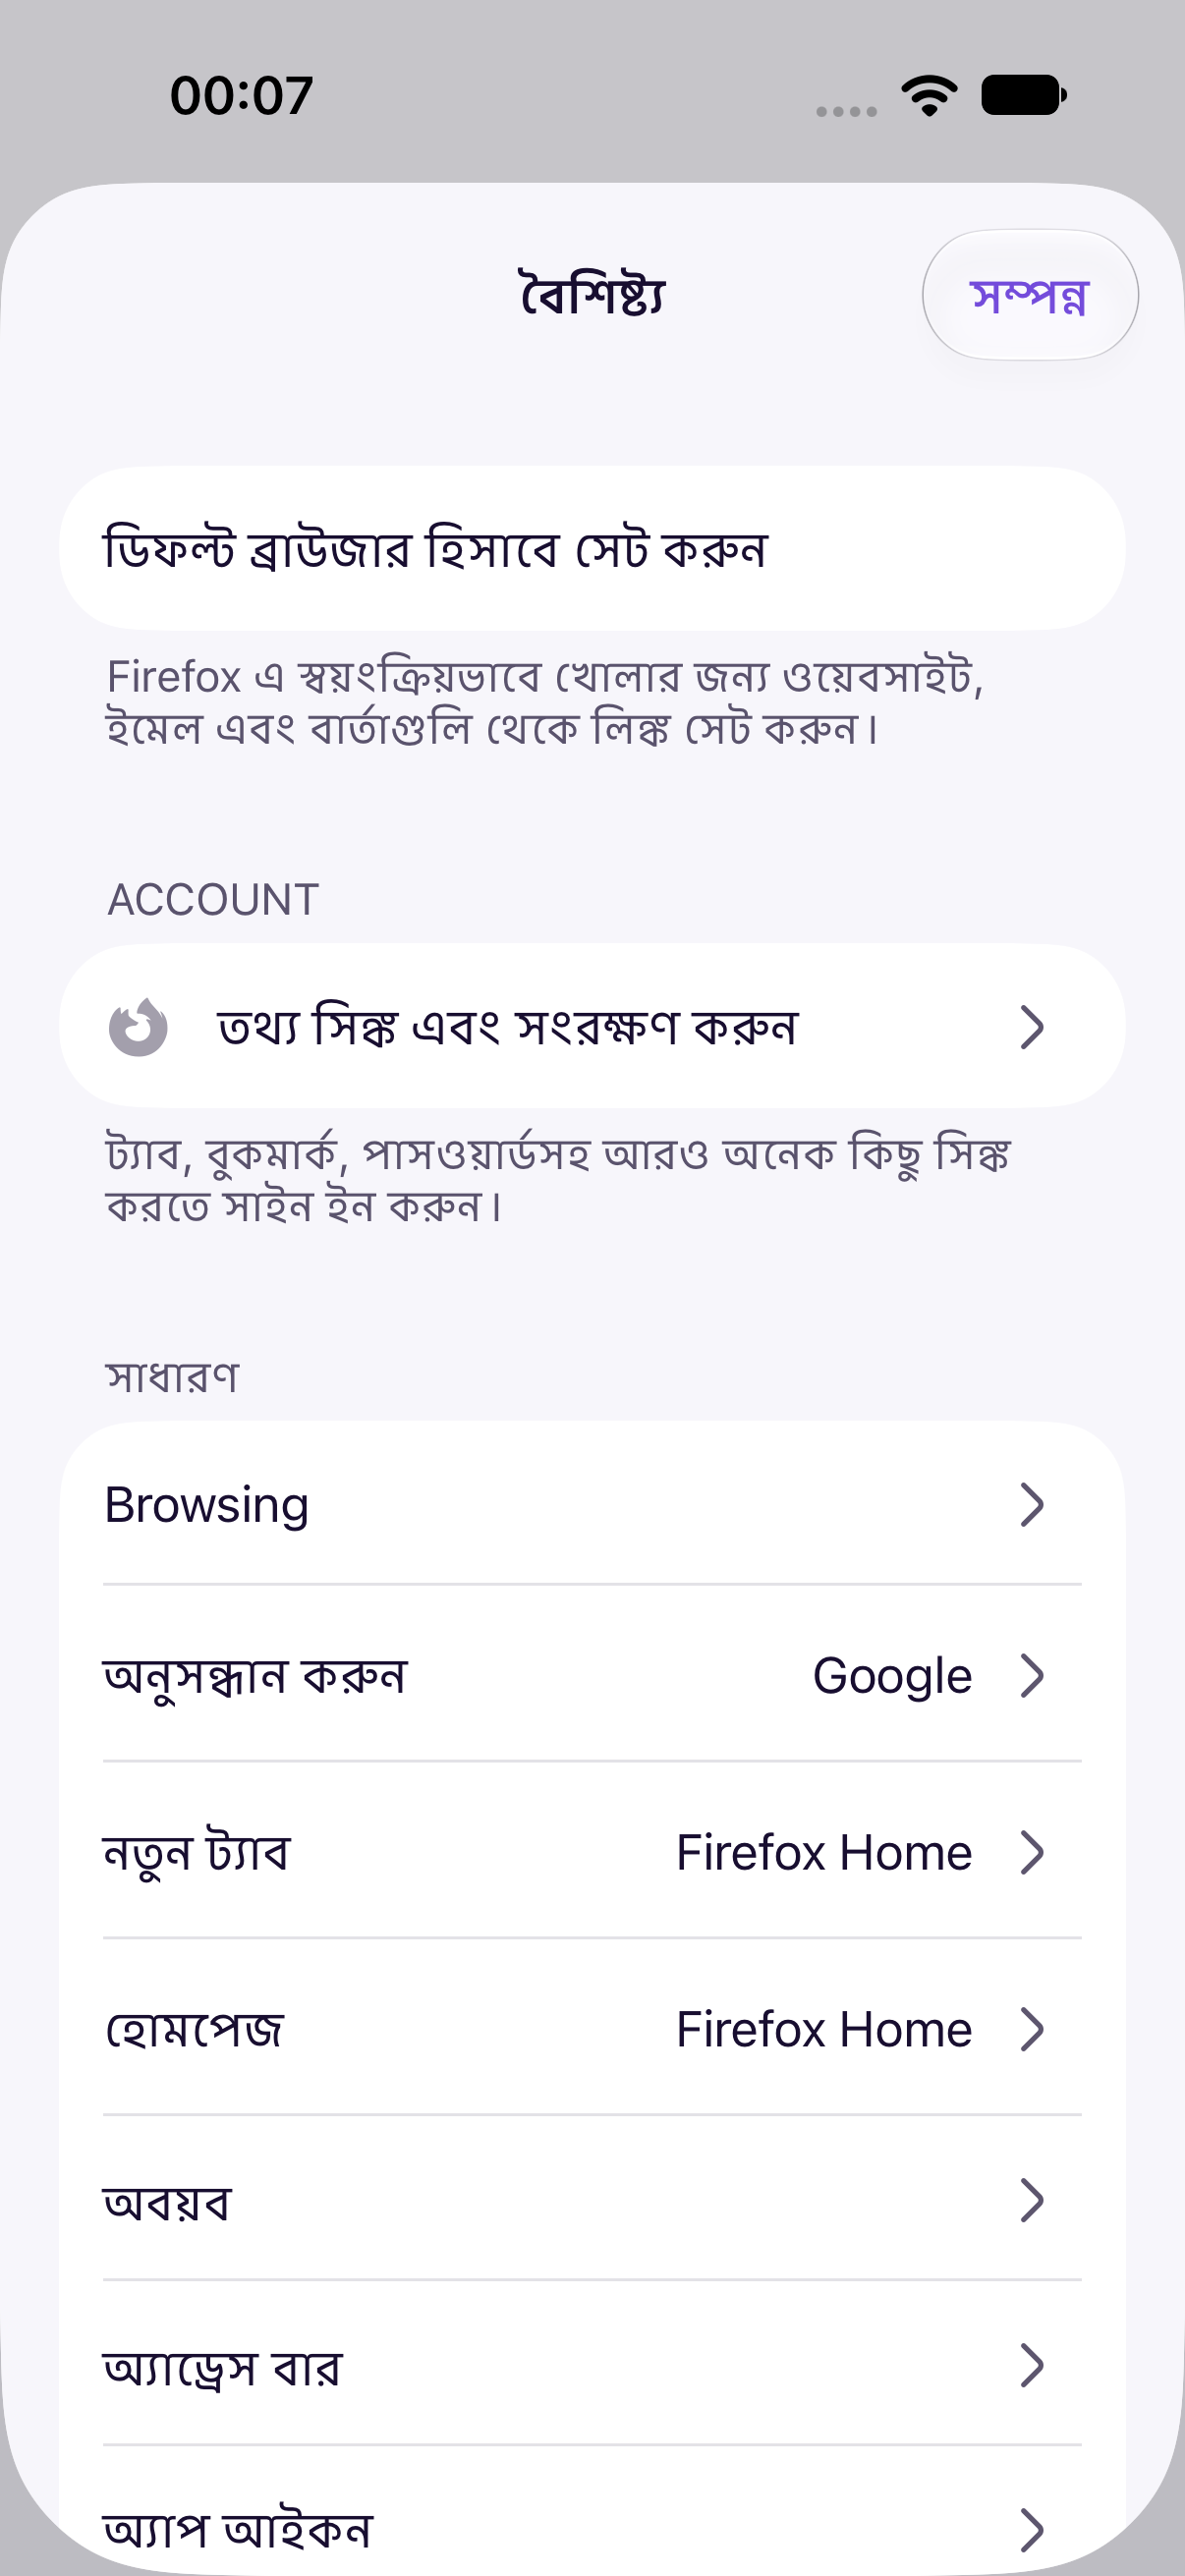 00:07
বৈশিষ্ট্য
সম্পন্ন
ডিফল্ট ব্রাউজার হিসাবে সেট করুন
Firefox এ স্বয়ংক্রিয়ভাবে খোলার জন্য ওয়েবসাইট,
ইমেল এবং বার্তাগুলি থেকে লিঙ্ক সেট করুন।
ACCOUNT
তথ্য সিঙ্ক এবং সংরক্ষণ করুন
ট্যাব, বুকমার্ক, পাসওয়ার্ডসহ আরও অনেক কিছু সিঙ্ক
করতে সাইন ইন করুন।
সাধারণ
Browsing
অনুসন্ধান করুন Google
নতুন ট্যাব Firefox Home
হোমপেজ Firefox Home
অবয়ব
অ্যাড্রেস বার
অ্যাপ আইকন